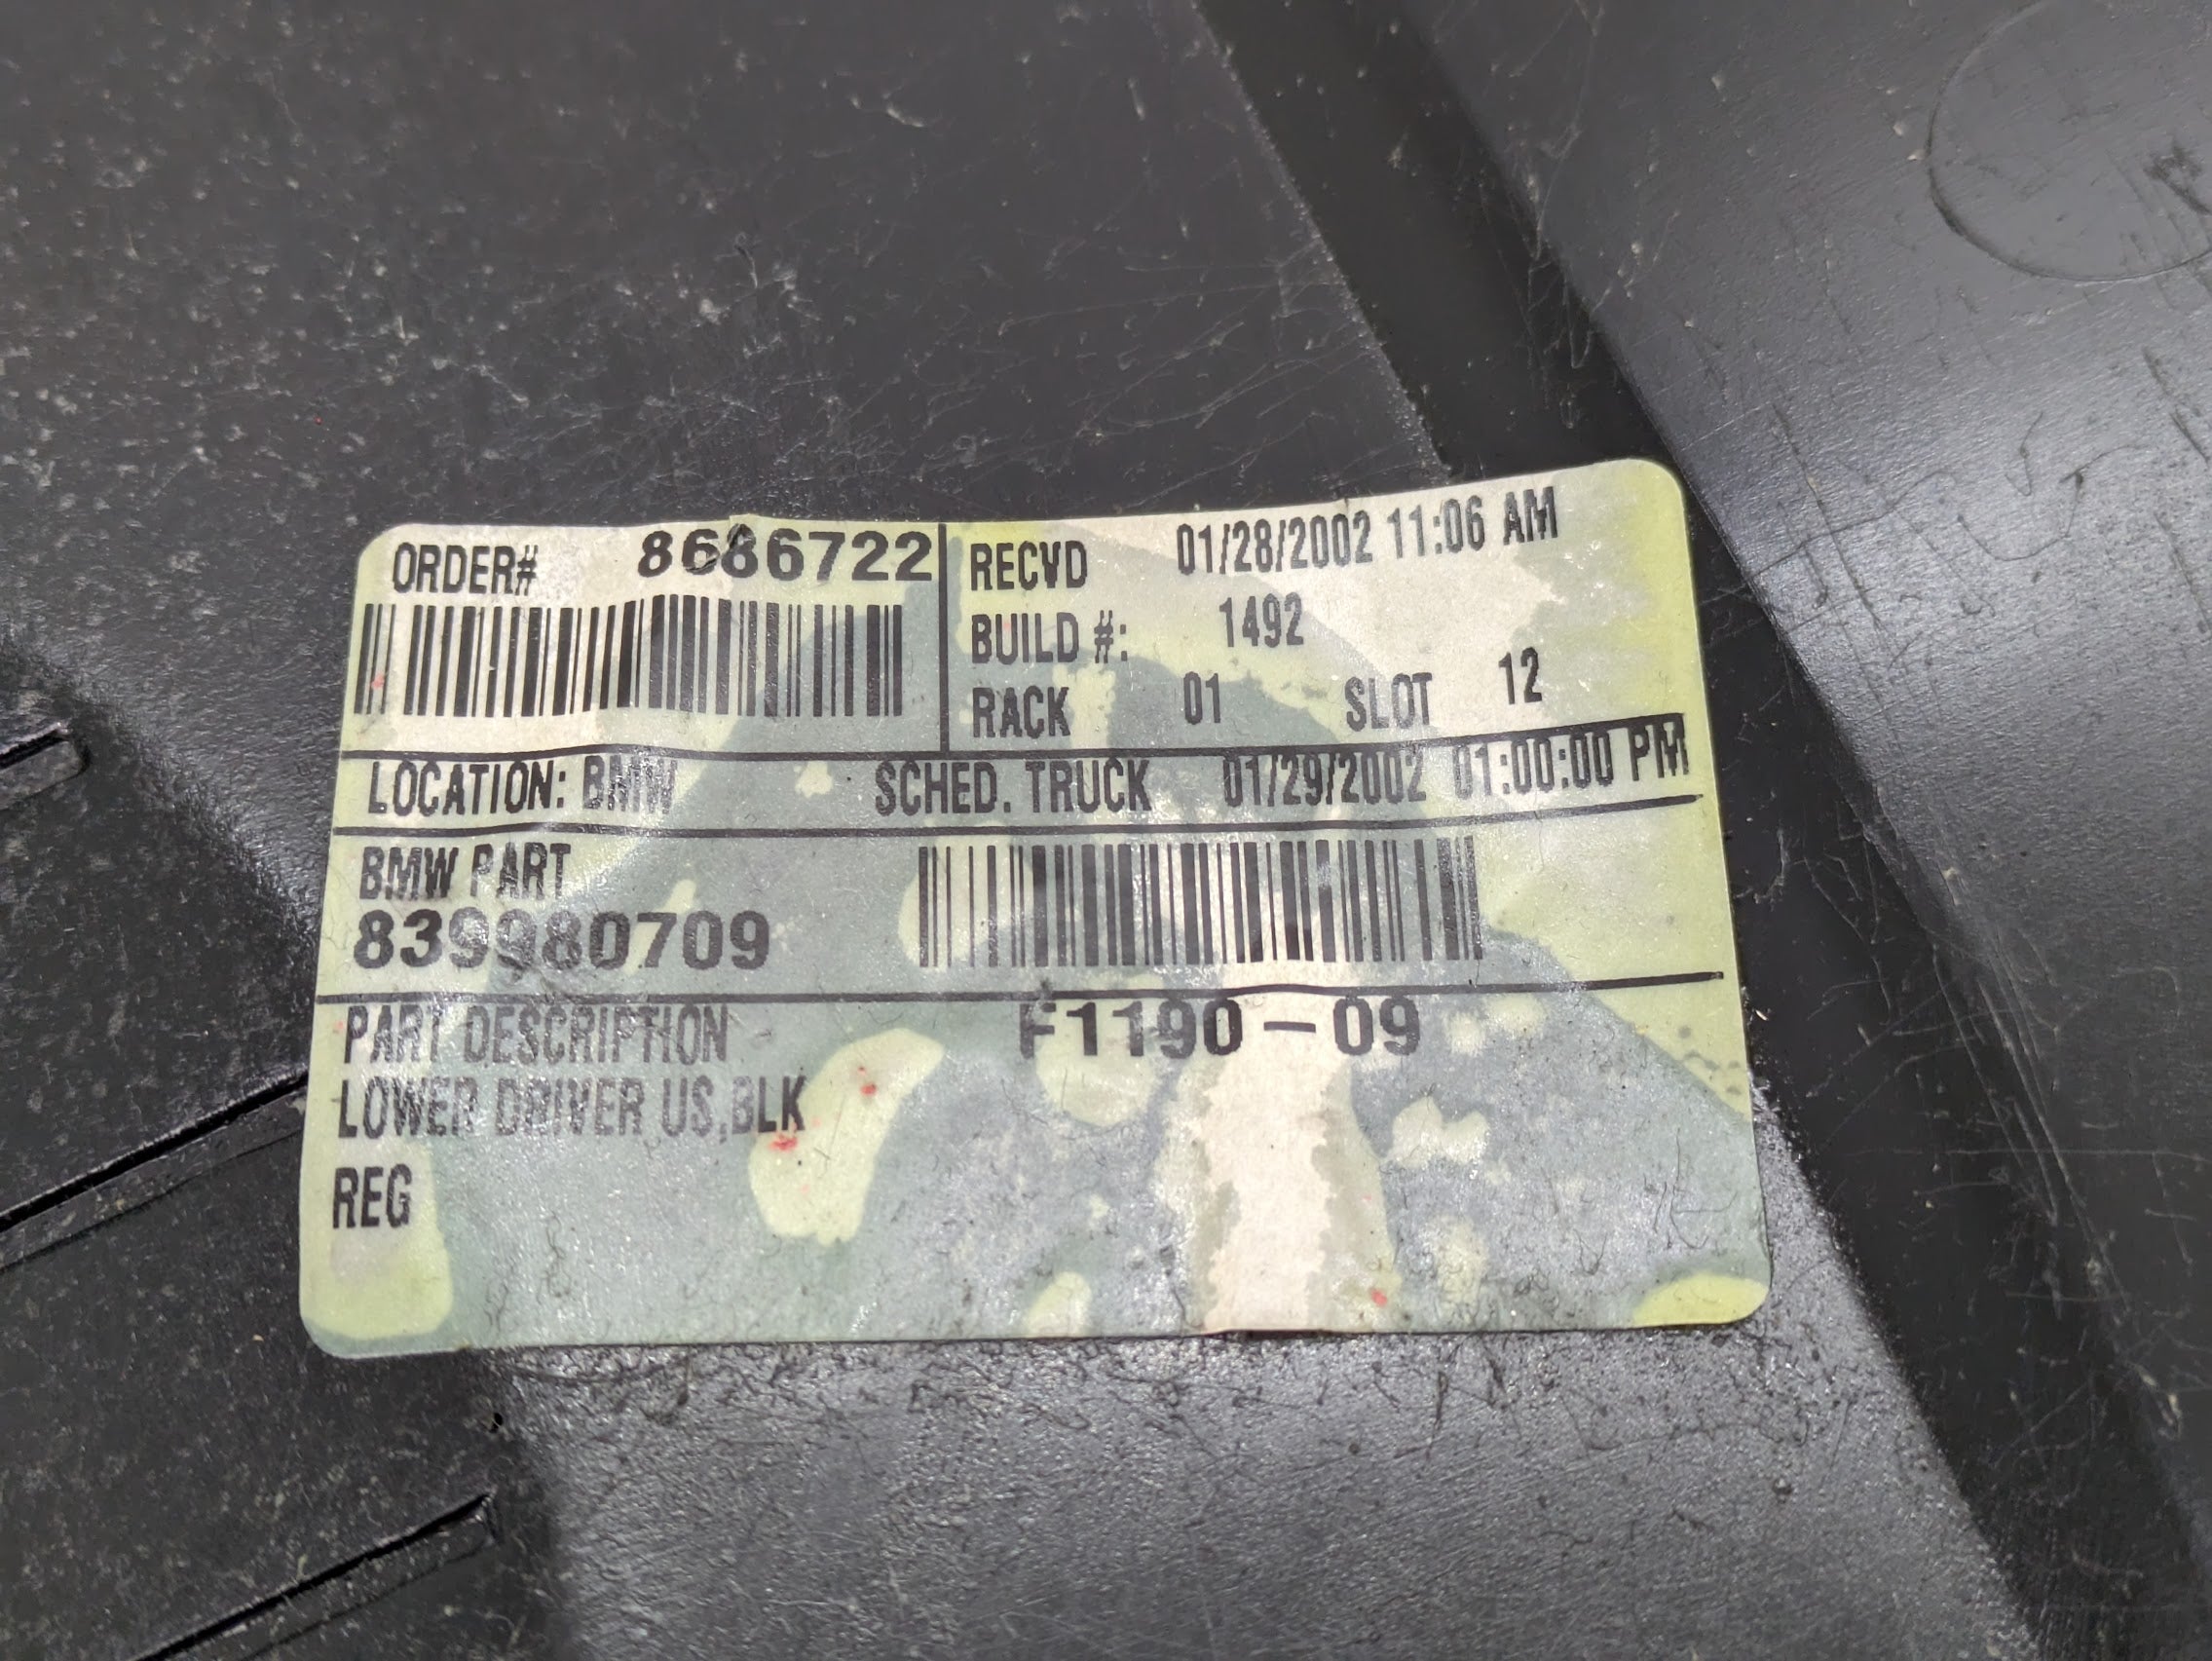 ORDER# 8686722
RECVD 01/28/2002 11:06 AM
BUILD #: 1492
RACK 01 SLOT 12
LOCATION: BMW SCHED. TRUCK 01/29/2002 01:00:00 PM
BMW PART
839980709
PART DESCRIPTION F1190-09
LOWER DRIVER US,BLK
REG